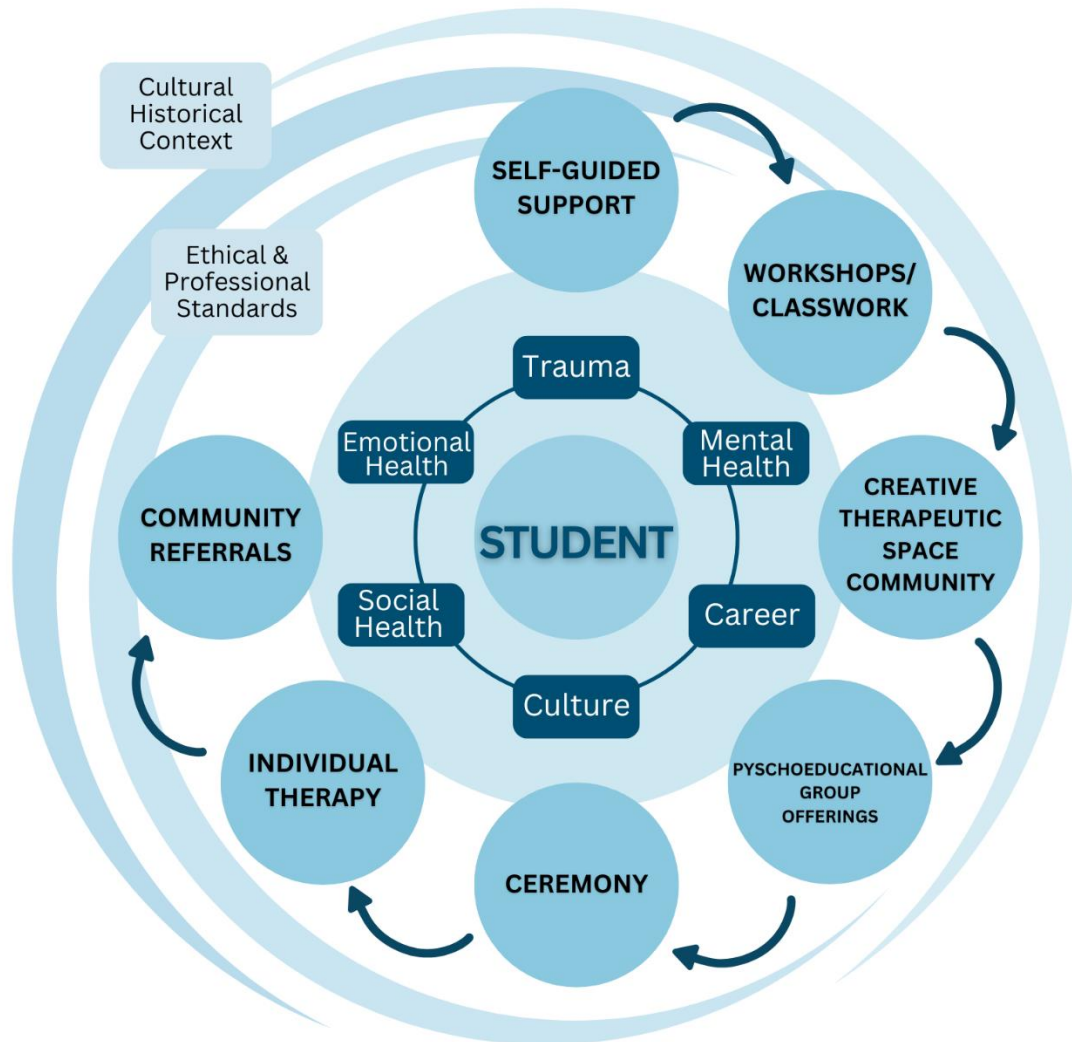 Cultural
Historical
Context
Ethical &
Professional
Standards
SELF-GUIDED
SUPPORT
WORKSHOPS/
CLASSWORK
CREATIVE
THERAPEUTIC
SPACE
COMMUNITY
PYSCHOEDUCATIONAL
GROUP
OFFERINGS
CEREMONY
INDIVIDUAL
THERAPY
COMMUNITY
REFERRALS
Trauma
Mental
Health
Career
Culture
Social
Health
Emotional
Health
STUDENT